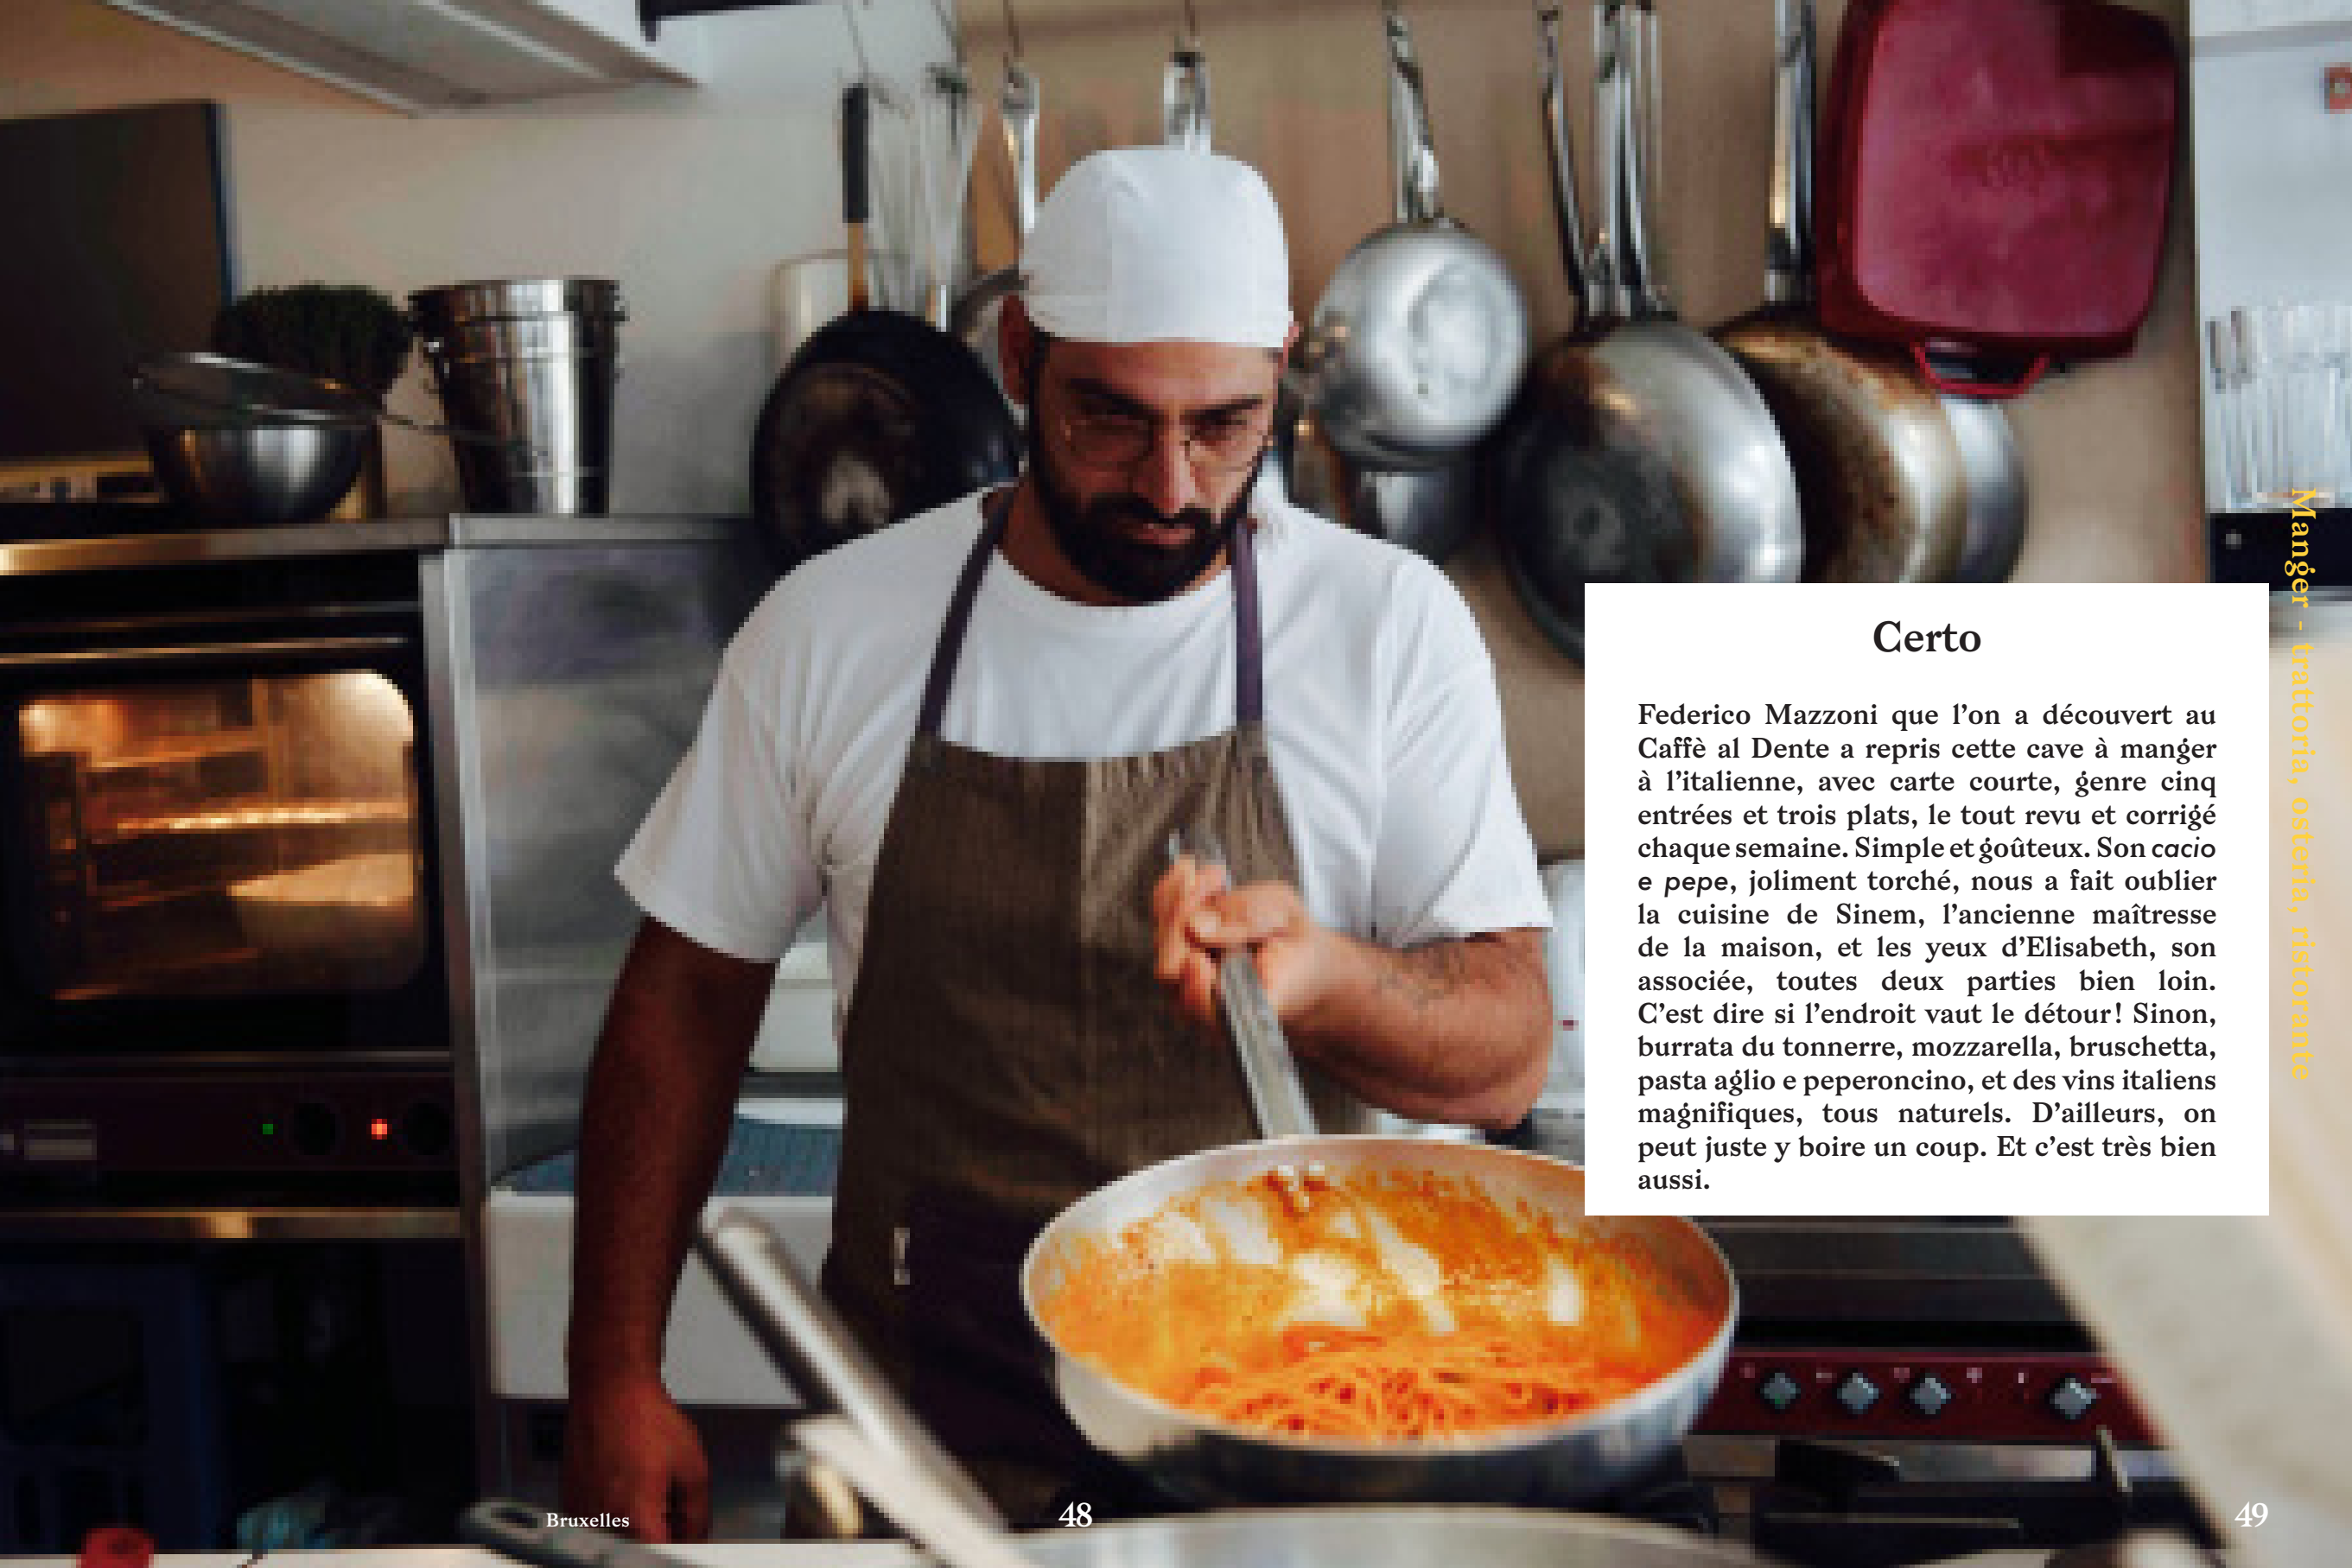 Certo
Federico Mazzoni que l’on a découvert au
Caffè al Dente a repris cette cave à manger
à l’italienne, avec carte courte, genre cinq
entrées et trois plats, le tout revu et corrigé
chaque semaine. Simple et goûteux. Son cacio
e pepe, joliment torché, nous a fait oublier
la cuisine de Sinem, l’ancienne maîtresse
de la maison, et les yeux d’Elisabeth, son
associée, toutes deux parties bien loin.
C’est dire si l’endroit vaut le détour! Sinon,
burrata du tonnerre, mozzarella, bruschetta,
pasta aglio e peperoncino, et des vins italiens
magnifiques, tous naturels. D’ailleurs, on
peut juste y boire un coup. Et c’est très bien
aussi.
Manger - trattoria, osteria, ristorante
Bruxelles
48
49